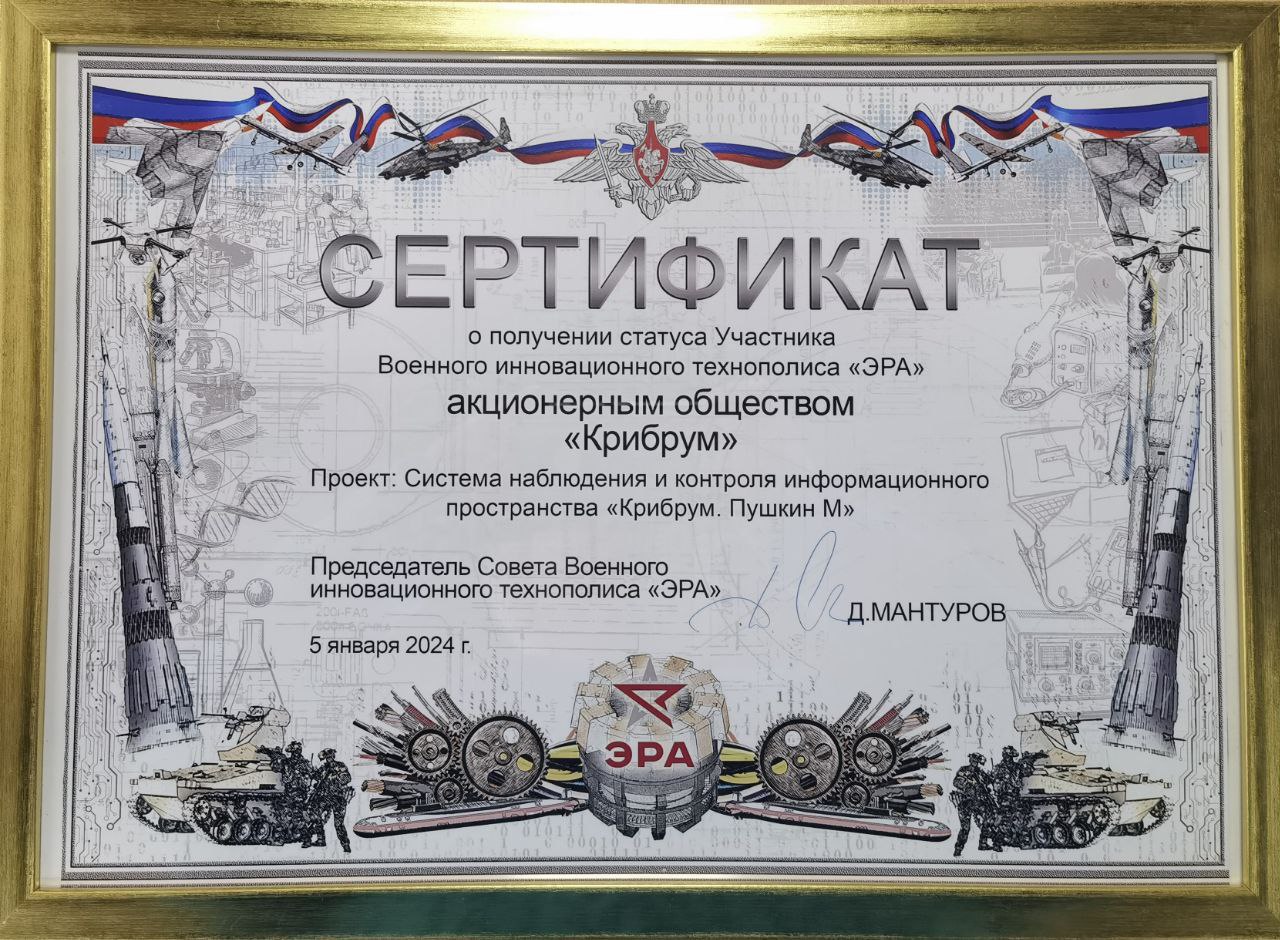 СЕРТИФИКАТ
о получении статуса Участника
Военного инновационного технополиса «ЭРА»
акционерным обществом
«Крибрум»
Проект: Система наблюдения и контроля информационного
пространства «Крибрум. Пушкин М»
Председатель Совета Военного
инновационного технополиса «ЭРА»
Д.МАНТУРОВ
5 января 2024 г.
ЭРА